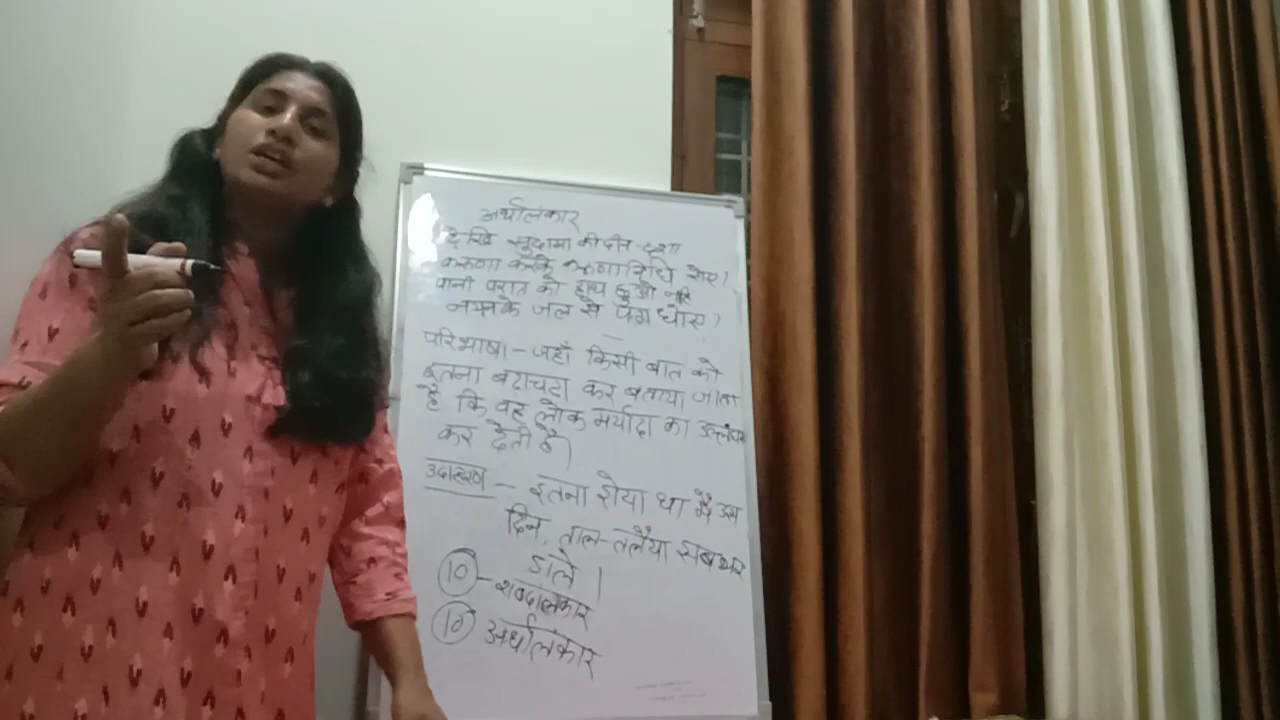 अर्थालंकार
देखि सुदामा की दीन-दशा
करुणा करके करुणानिधि रोए।
पानी परात को हाथ छुओ नहिं
नयन के जल से पग धोए।
परिभाषा - जहाँ किसी बात को
इतना बढाचढा कर बताया जाता
है कि वह लोक मर्यादा का उल्लंघन
कर देती है।
उदाहरण - इतना रोया था मैं उस
दिन, ताल-तलैया सब भर
डाले।
10 - शब्दालंकार
10 अर्थालंकार